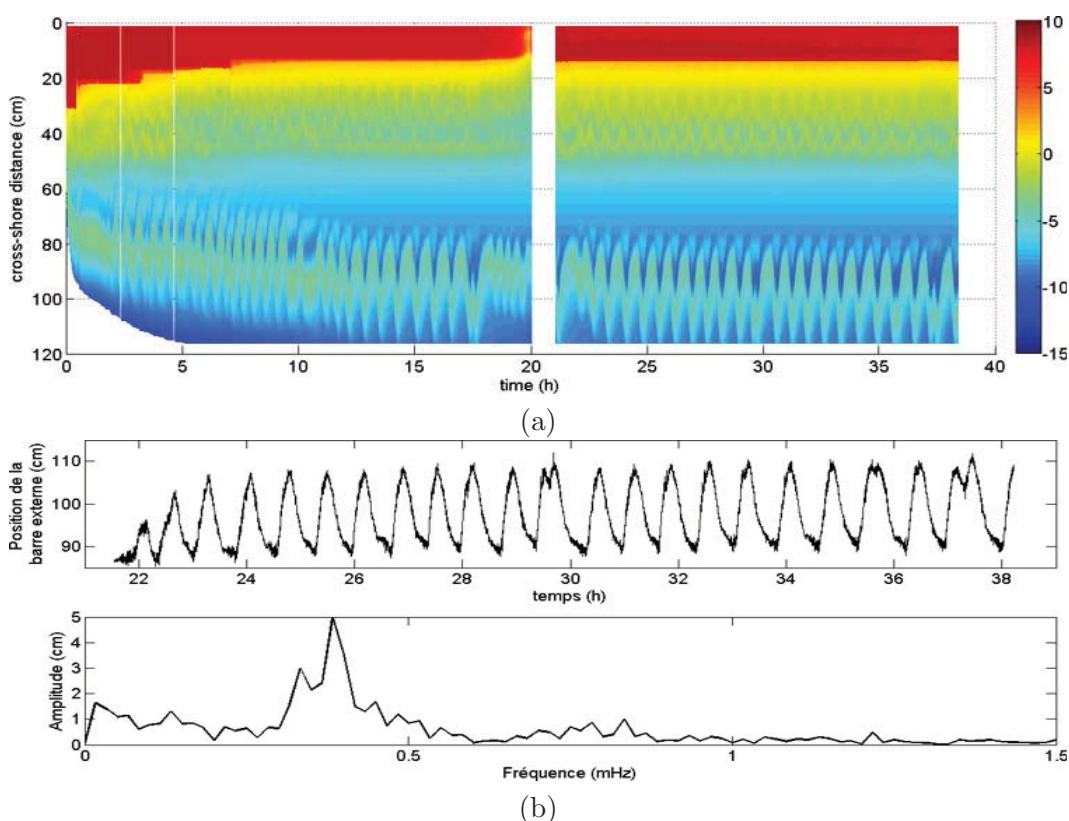 0
20
40
60
80
100
120
cross-shore distance (cm)
0 5 10 15 20 25 30 35 40
time (h)
10
5
0
-5
-10
-15
(a)
Position de la
barre externe (cm)
110
100
90
22 24 26 28 30 32 34 36 38
temps (h)
Amplitude (cm)
5
4
3
2
1
0
0 0.5 1 1.5
Fréquence (mHz)
(b)